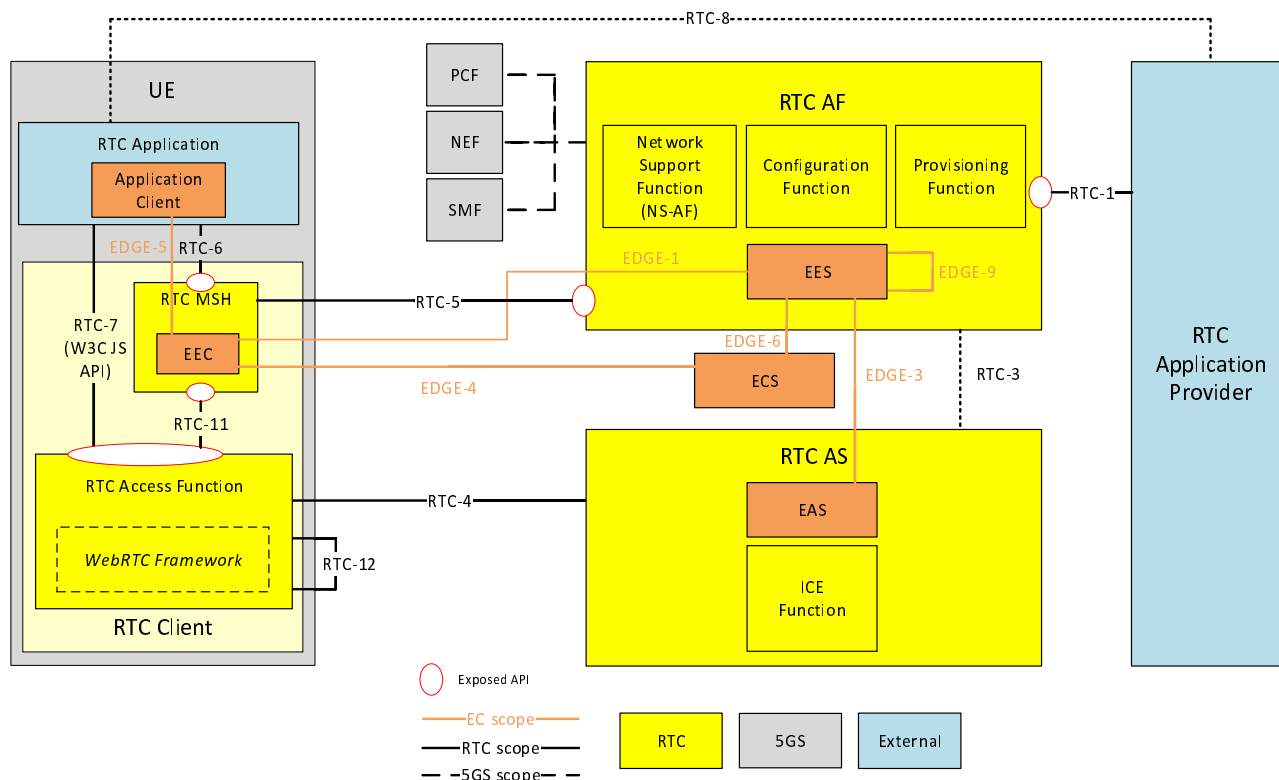 RTC-8
UE
RTC Application
Application
Client
EDGE-5
RTC-6
RTC MSH
EEC
RTC-7
(W3C JS
API)
RTC-11
RTC Access Function
WebRTC Framework
RTC-12
RTC Client
PCF
NEF
SMF
RTC AF
Network
Support
Function
(NS-AF)
Configuration
Function
Provisioning
Function
RTC-1
EDGE-1
EES
EDGE-9
RTC-5
EDGE-6
ECS
EDGE-3
RTC-3
EDGE-4
RTC-4
RTC AS
EAS
ICE
Function
RTC
Application
Provider
Exposed API
EC scope
RTC scope
5GS scope
RTC
5GS
External